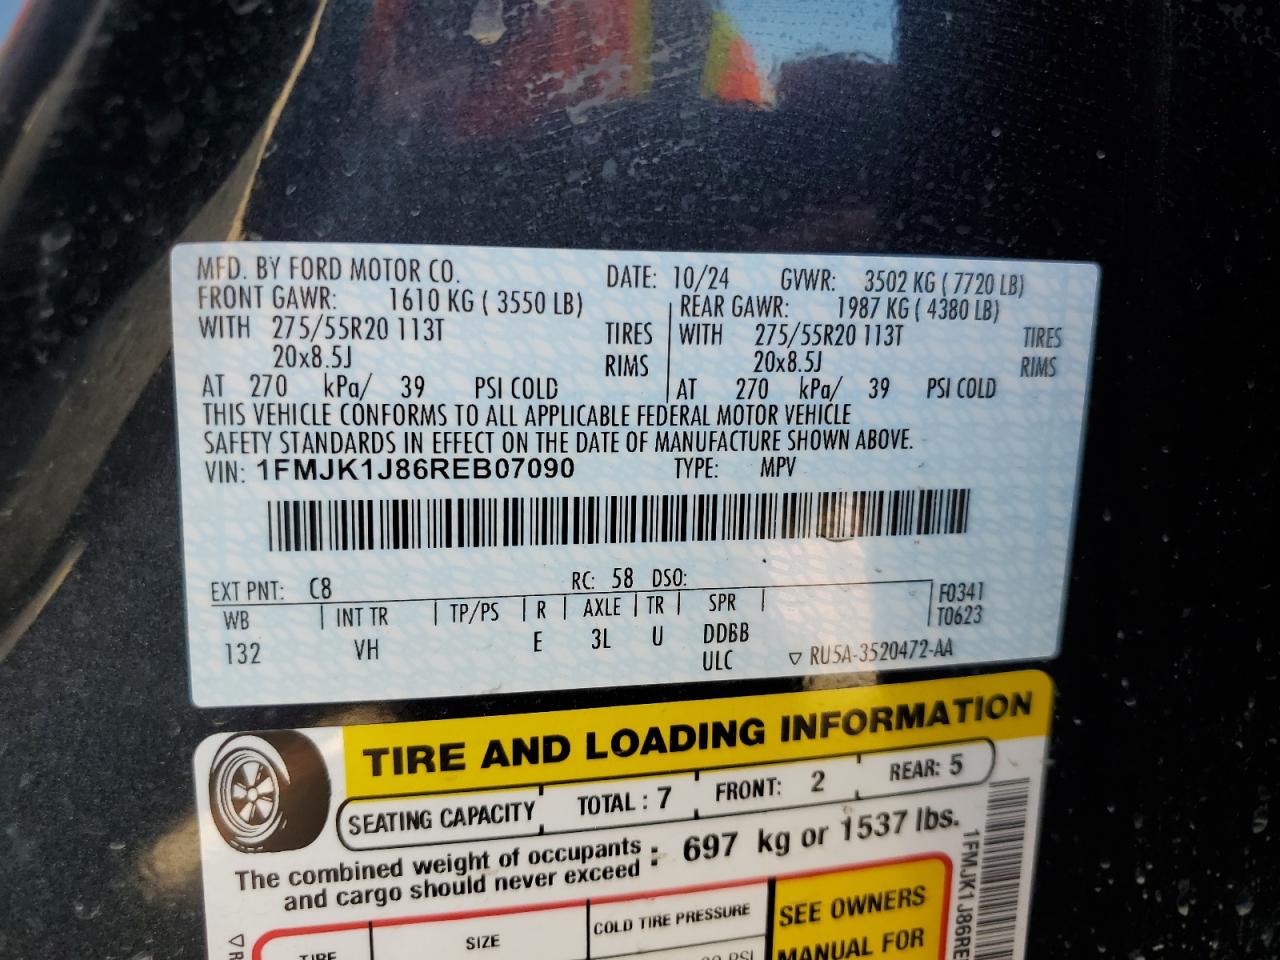 MFD. BY FORD MOTOR CO. DATE: 10/24 GVWR: 3502 KG ( 7720 LB)
FRONT GAWR: 1610 KG ( 3550 LB) REAR GAWR: 1987 KG ( 4380 LB)
WITH 275/55R20 113T TIRES WITH 275/55R20 113T TIRES
20x8.5J RIMS 20x8.5J RIMS
AT 270 kPa/ 39 PSI COLD AT 270 kPa/ 39 PSI COLD
THIS VEHICLE CONFORMS TO ALL APPLICABLE FEDERAL MOTOR VEHICLE
SAFETY STANDARDS IN EFFECT ON THE DATE OF MANUFACTURE SHOWN ABOVE.
VIN: 1FMJK1J86REB07090 TYPE: MPV
EXT PNT: C8 RC: 58 DSO:
WB INT TR TP/PS R AXLE TR SPR F0341
T0623
132 VH E 3L U DDBB
ULC ▽ RU5A-3520472-AA
TIRE AND LOADING INFORMATION
SEATING CAPACITY TOTAL : 7 FRONT: 2 REAR: 5
The combined weight of occupants
and cargo should never exceed : 697 kg or 1537 lbs.
TIRE SIZE COLD TIRE PRESSURE SEE OWNERS
MANUAL FOR
PSI
1FMJK1J86RE